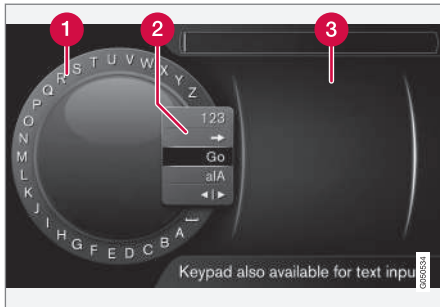 1
2
3
A B C D E F G H I J K L M N O P Q R S T U V W X Y Z
123
➞
Go
a|A
◂|▸
Keypad also available for text inpu
G050534